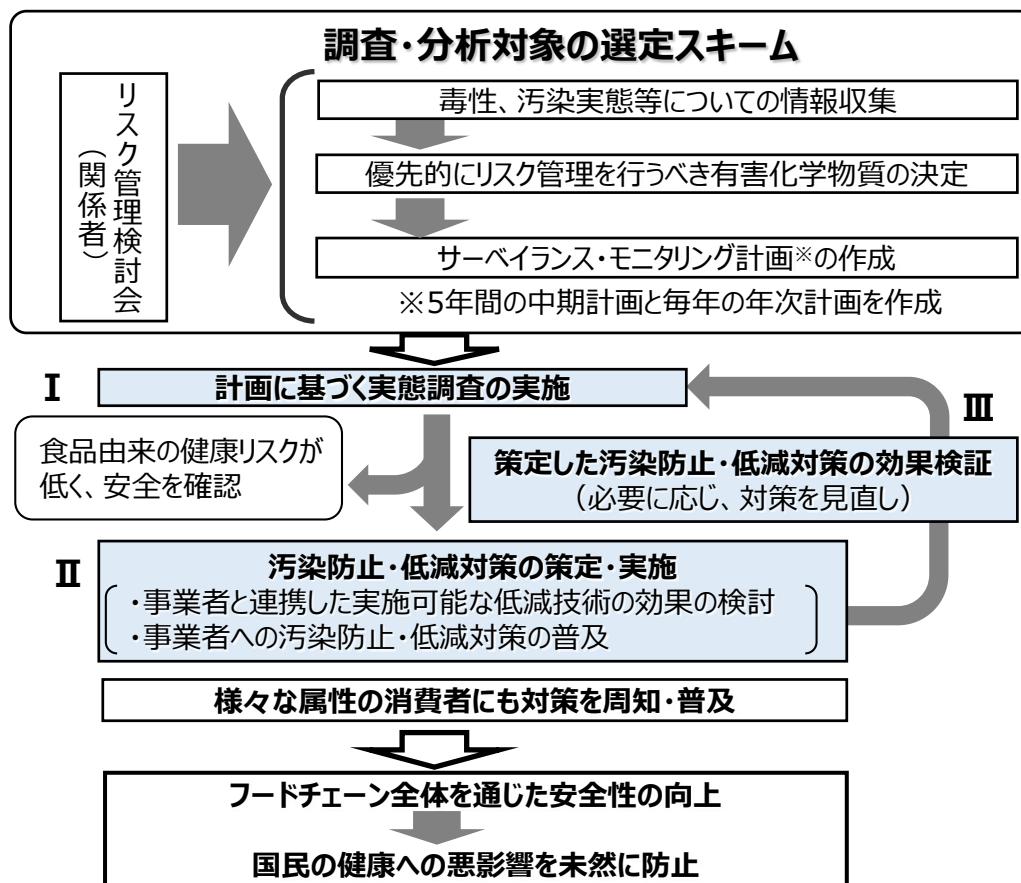 調査・分析対象の選定スキーム
リスク管理検討会
（関係者）
毒性、汚染実態等についての情報収集
優先的にリスク管理を行うべき有害化学物質の決定
サーベイランス・モニタリング計画※の作成
※5年間の中期計画と毎年の年次計画を作成
Ⅰ
計画に基づく実態調査の実施
Ⅲ
食品由来の健康リスクが
低く、安全を確認
策定した汚染防止・低減対策の効果検証
（必要に応じ、対策を見直し）
Ⅱ
汚染防止・低減対策の策定・実施
・事業者と連携した実施可能な低減技術の効果の検討
・事業者への汚染防止・低減対策の普及
様々な属性の消費者にも対策を周知・普及
フードチェーン全体を通じた安全性の向上
国民の健康への悪影響を未然に防止